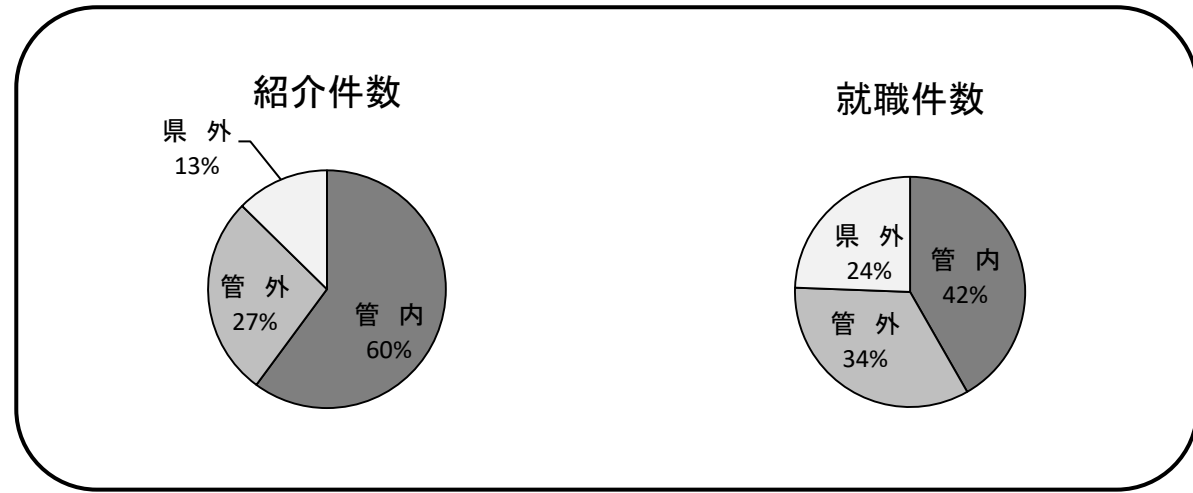 紹介件数
県 外
13%
管 外
27%
管 内
60%
就職件数
県 外
24%
管 内
42%
管 外
34%